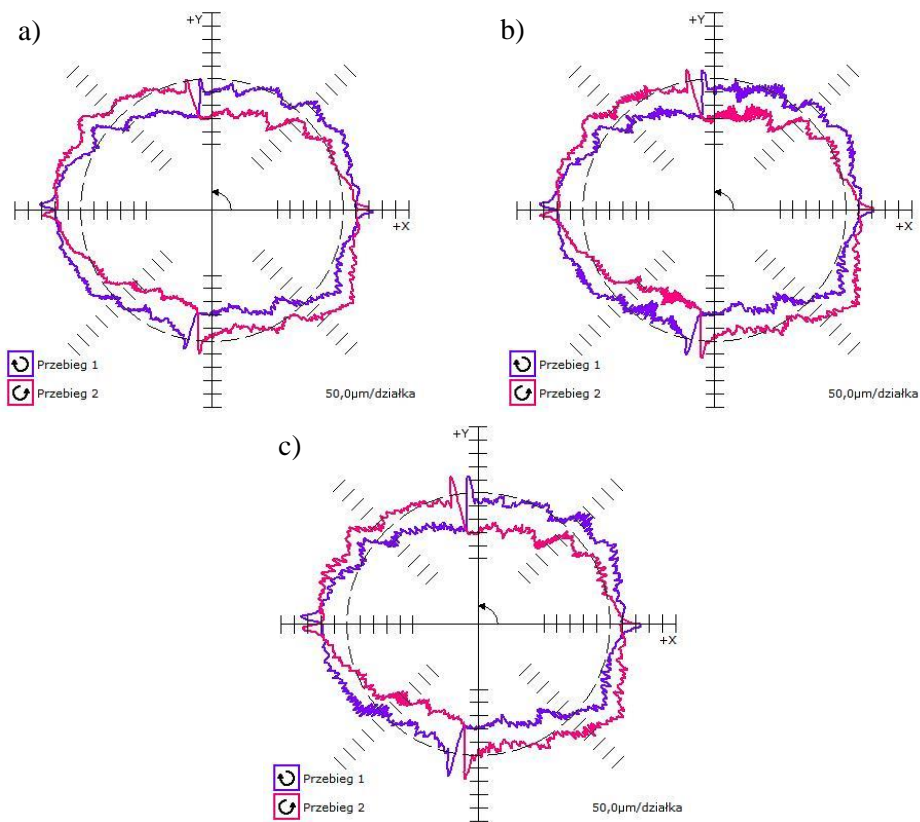 a)
+Y
+X
Przebieg 1
Przebieg 2
50,0µm/działka
b)
+Y
+X
Przebieg 1
Przebieg 2
50,0µm/działka
c)
+Y
+X
Przebieg 1
Przebieg 2
50,0µm/działka